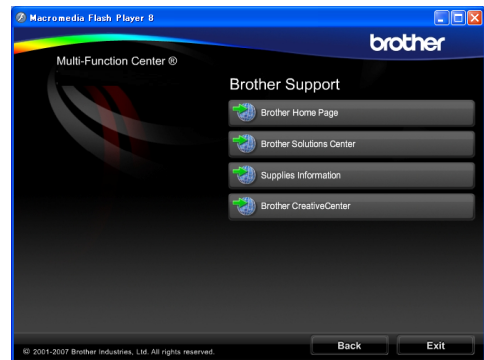 Macromedia Flash Player 8
brother
Multi-Function Center ®
Brother Support
Brother Home Page
Brother Solutions Center
Supplies Information
Brother CreativeCenter
Back Exit
© 2001-2007 Brother Industries, Ltd. All rights reserved.